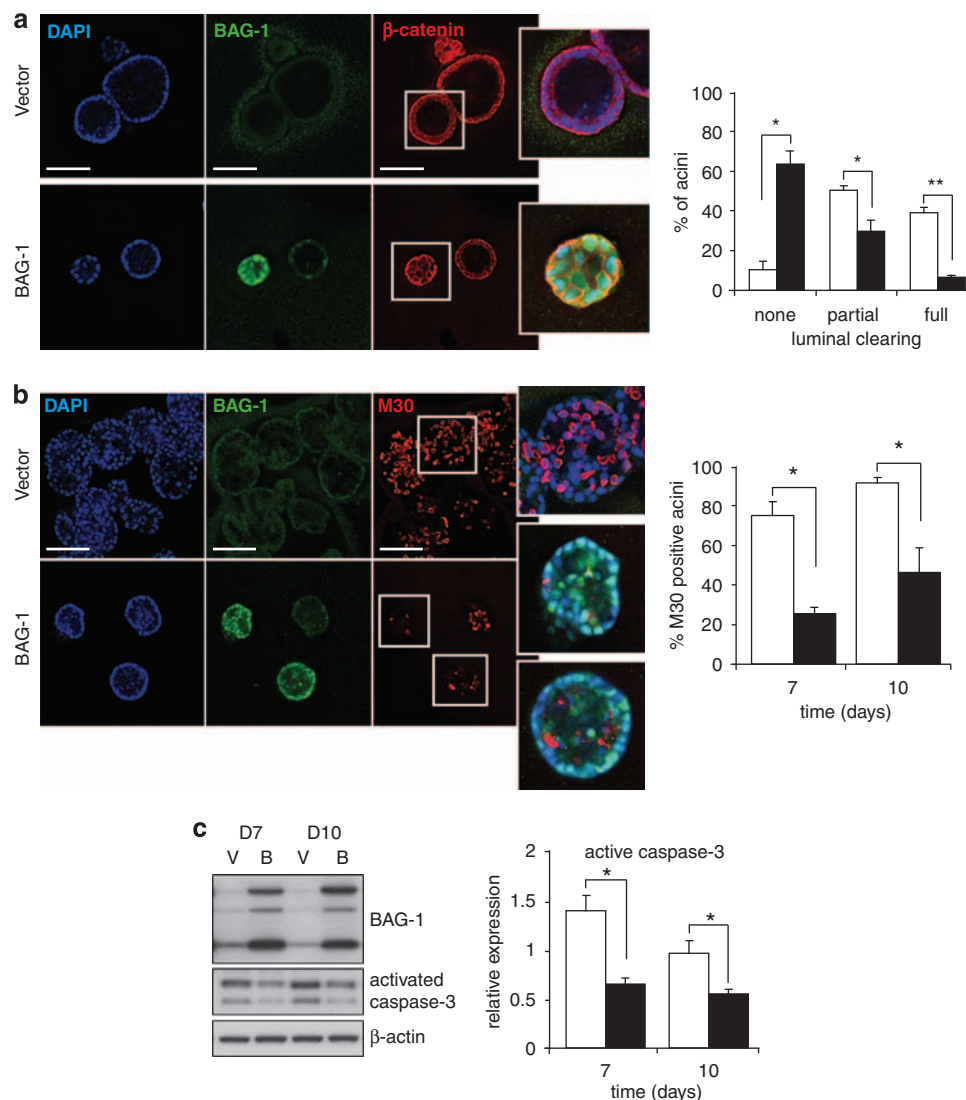 a
DAPI
BAG-1
β-catenin
Vector
BAG-1
% of acini
100
80
60
40
20
0
*
*
**
none
partial
full
luminal clearing
b
DAPI
BAG-1
M30
Vector
BAG-1
% M30 positive acini
100
80
60
40
20
0
*
*
7
10
time (days)
c
D7
D10
V
B
V
B
BAG-1
activated
caspase-3
β-actin
active caspase-3
relative expression
2
1.5
1
0.5
0
*
*
7
10
time (days)